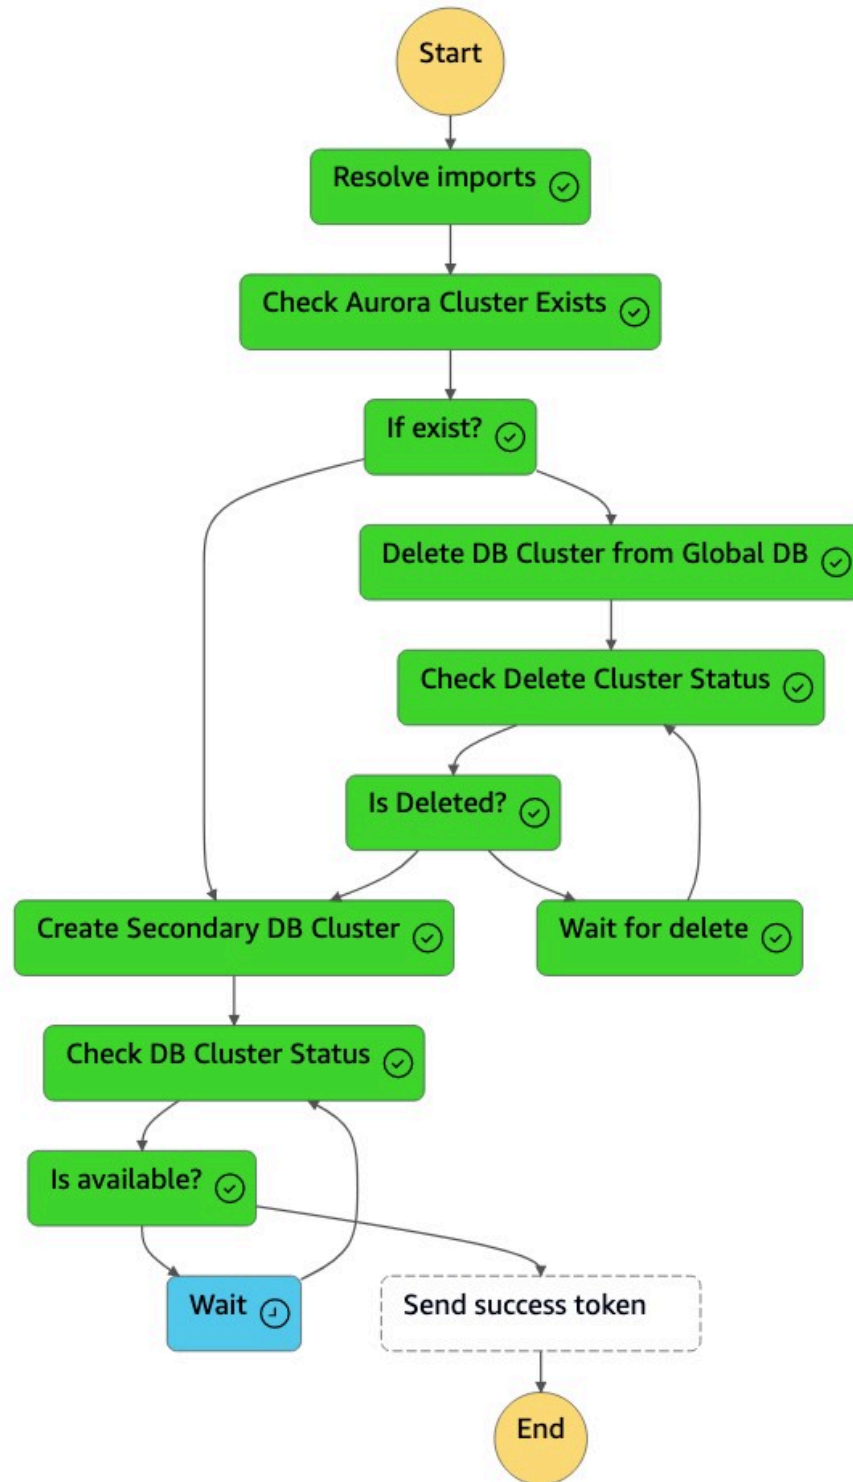 Start
Resolve imports
Check Aurora Cluster Exists
If exist?
Delete DB Cluster from Global DB
Check Delete Cluster Status
Is Deleted?
Create Secondary DB Cluster
Wait for delete
Check DB Cluster Status
Is available?
Wait
Send success token
End